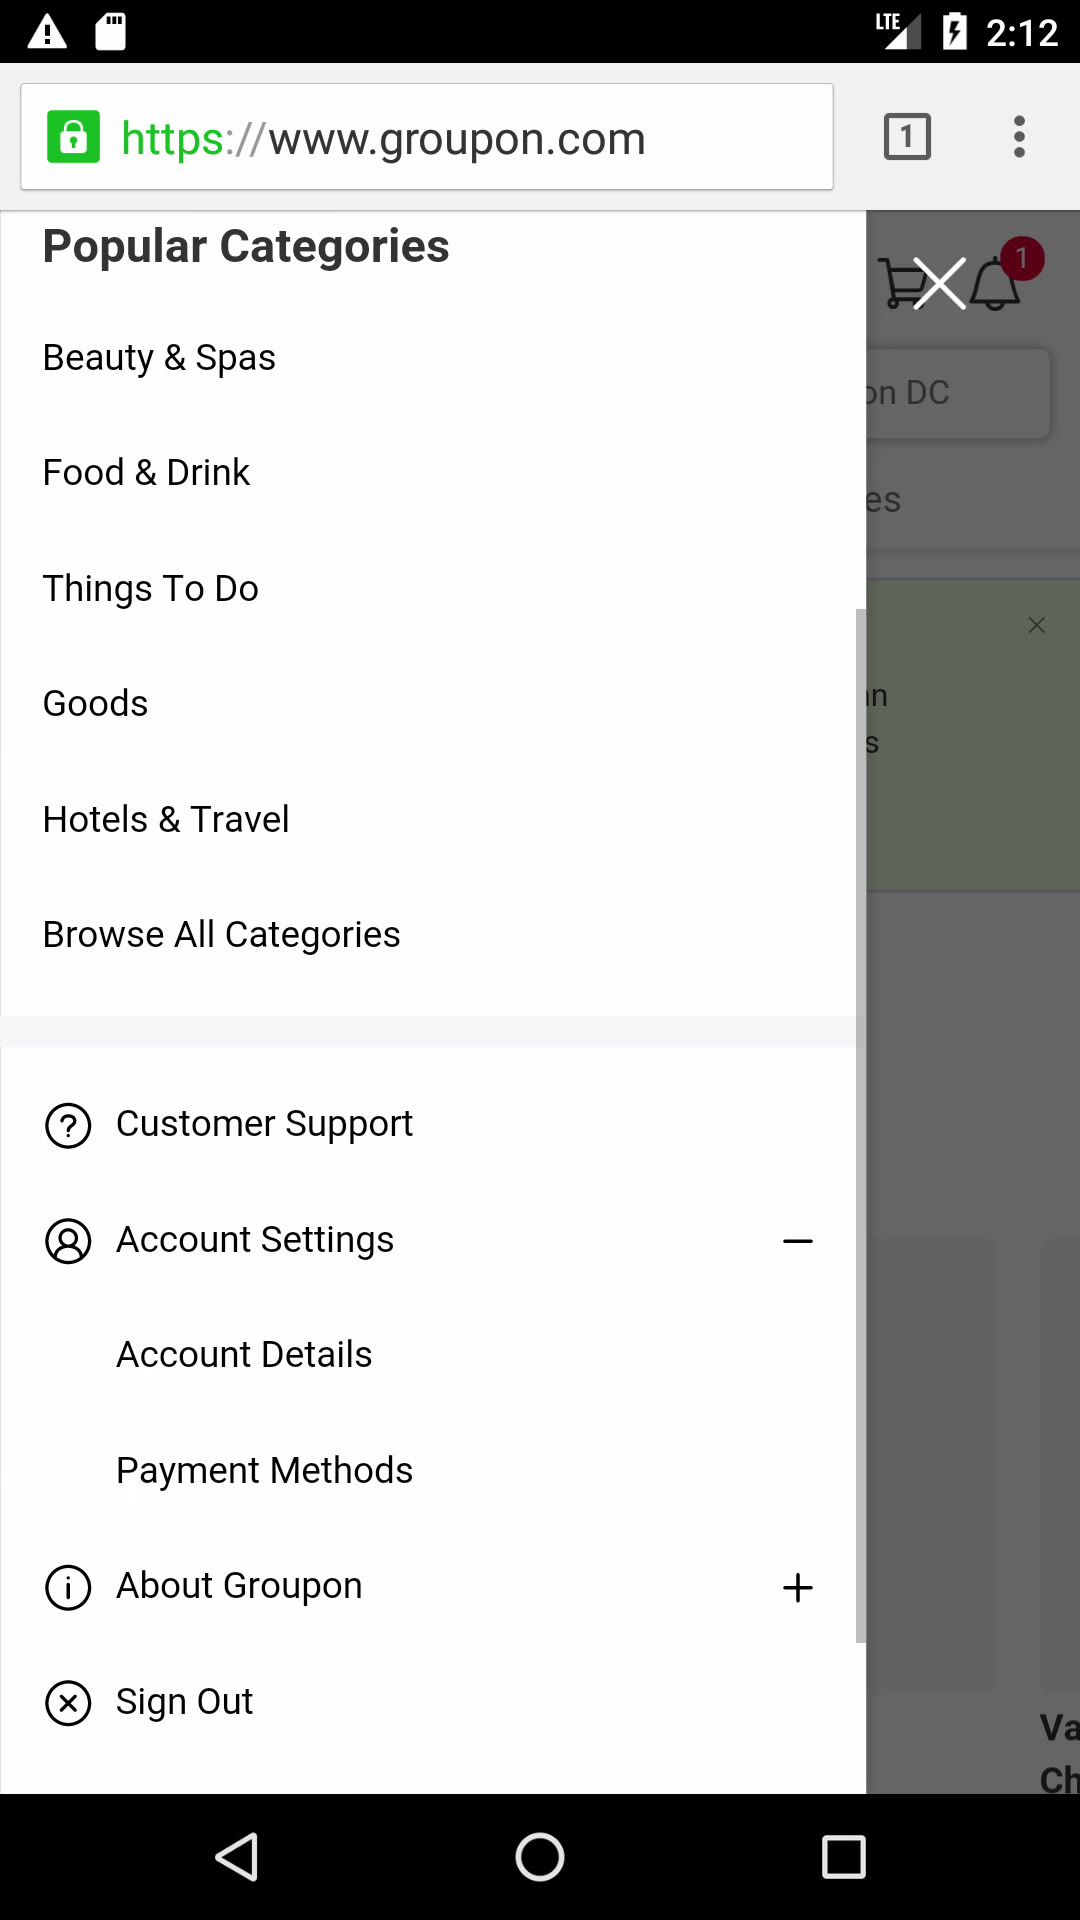 LTE 2:12
https://www.groupon.com 1
Popular Categories
1
Beauty & Spas
on DC
Food & Drink
es
Things To Do
an
Goods
s
Hotels & Travel
Browse All Categories
Customer Support
Account Settings
Account Details
Payment Methods
About Groupon
Sign Out
Va
Ch